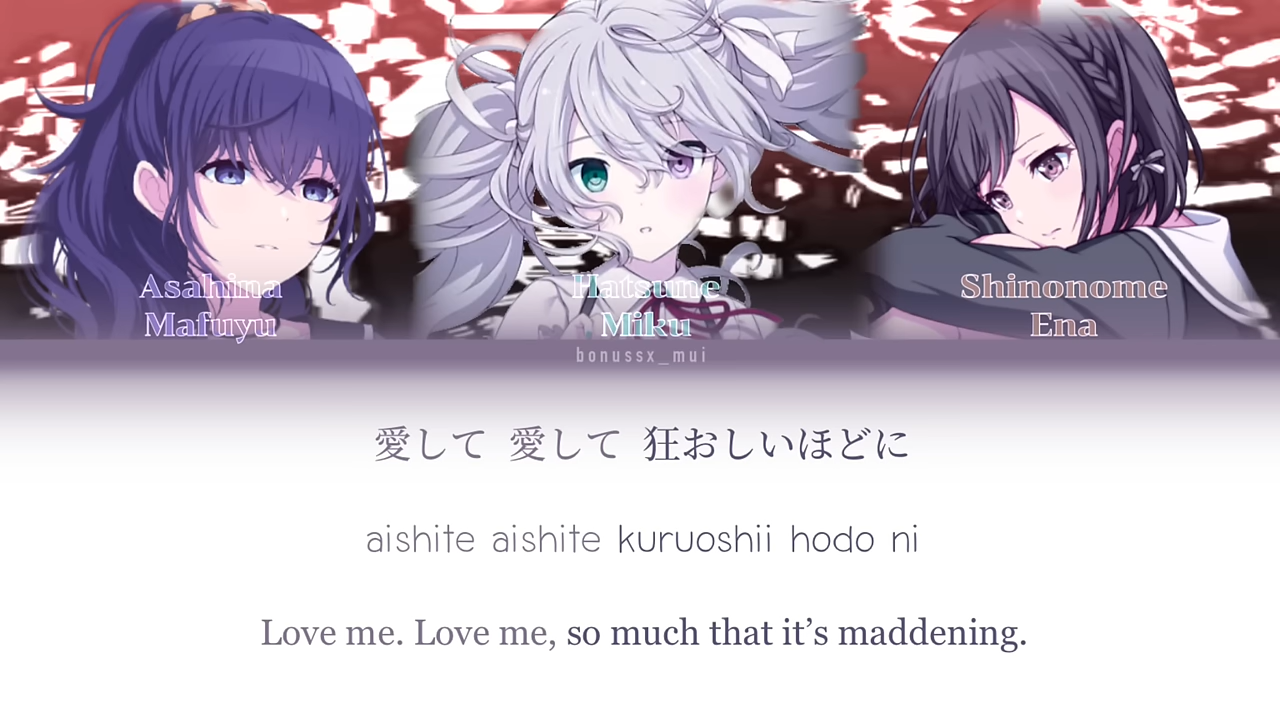 Asahina
Mafuyu
Hatsune
Miku
Shinonome
Ena
bonussx_mui
愛して 愛して 狂おしいほどに
aishite aishite kuruoshii hodo ni
Love me. Love me, so much that it’s maddening.